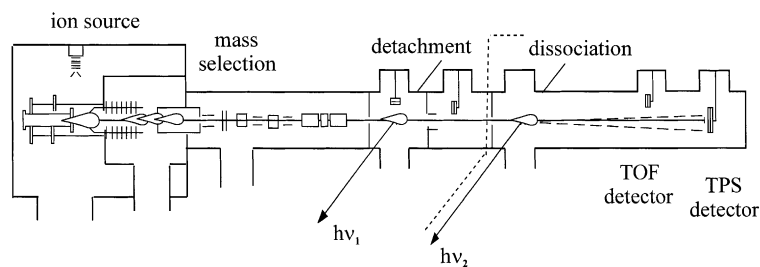 ion source
mass
selection
detachment
dissociation
TOF
detector
TPS
detector
hν₁
hν₂